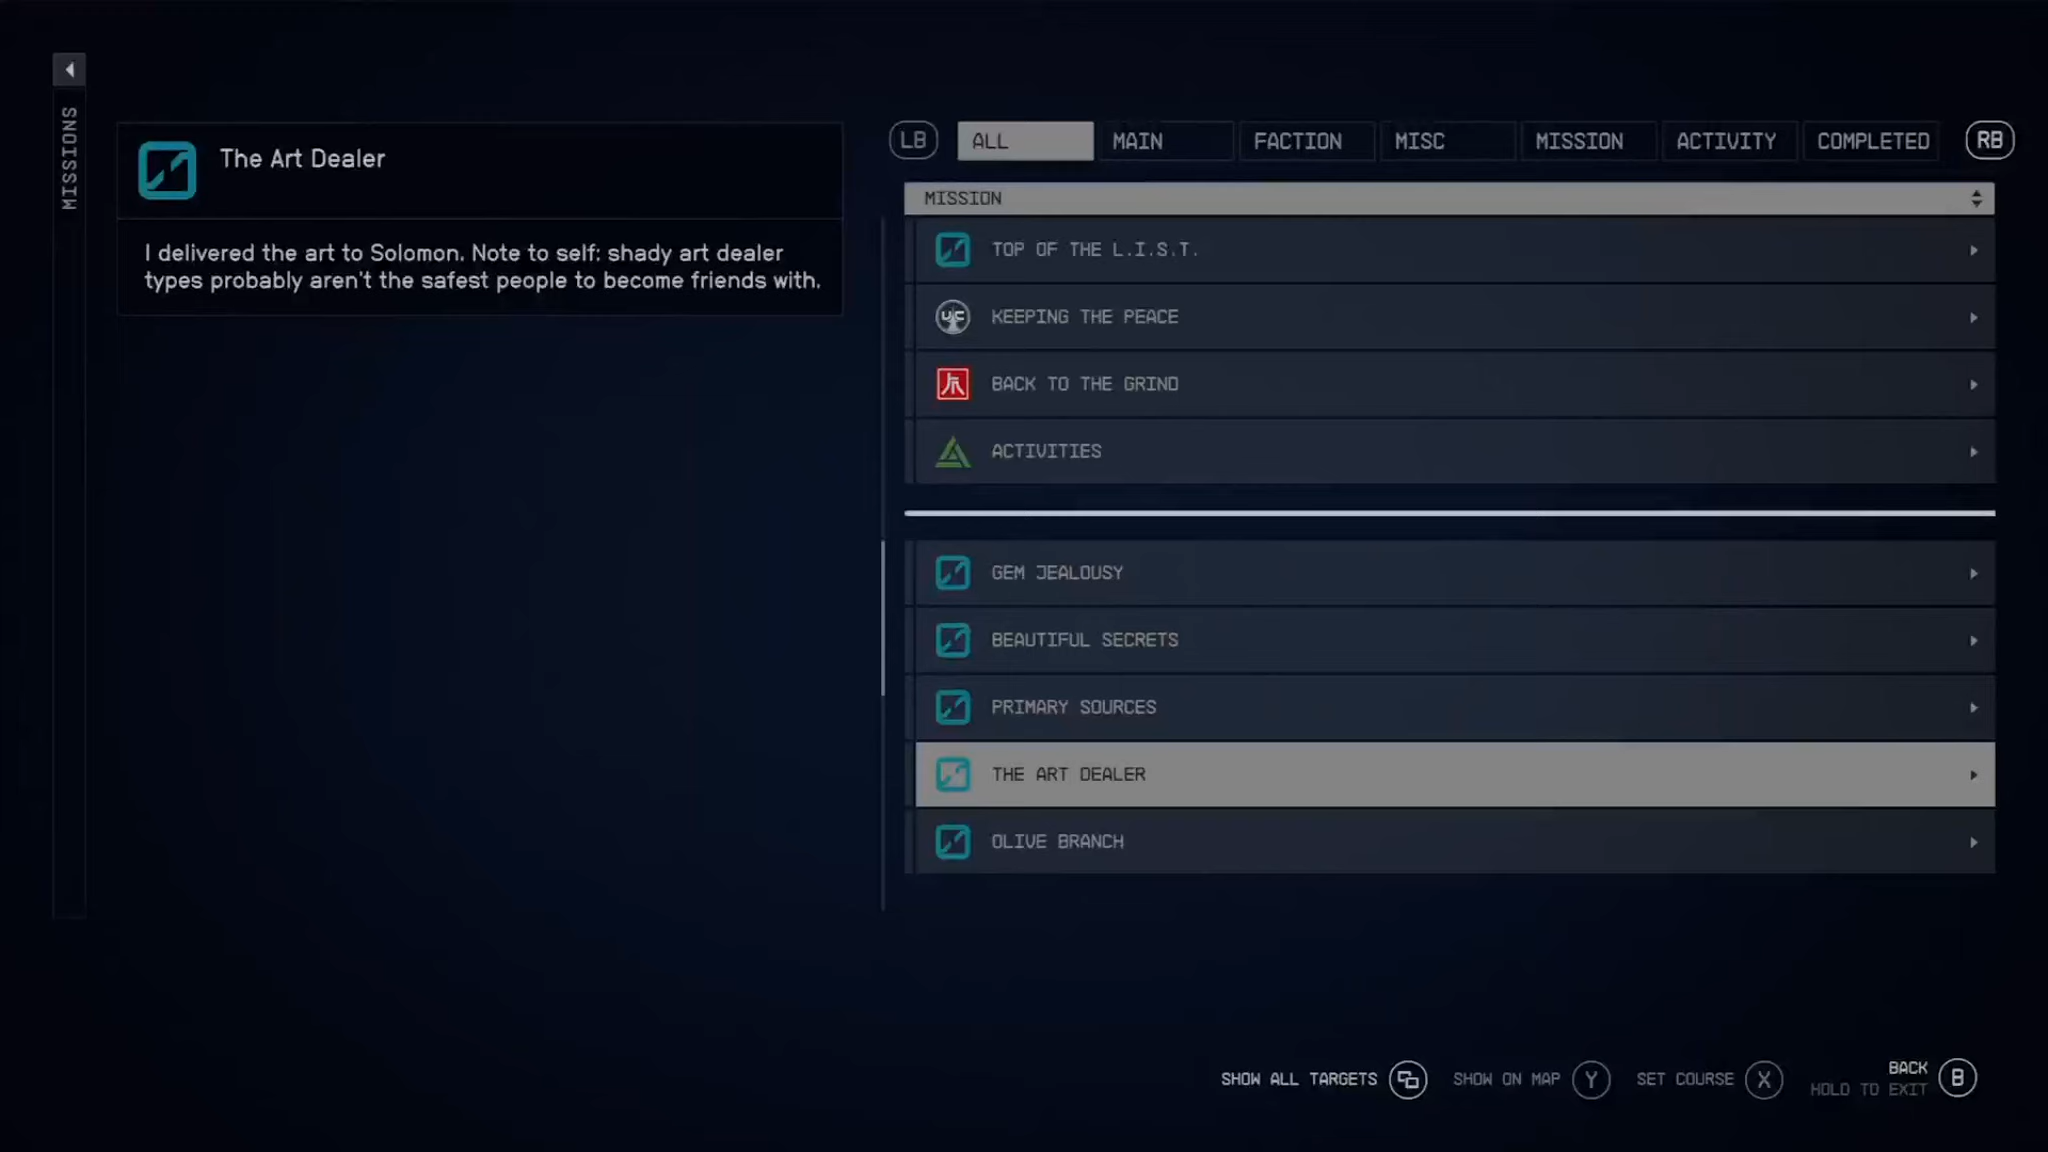 MISSIONS
The Art Dealer
I delivered the art to Solomon. Note to self: shady art dealer
types probably aren't the safest people to become friends with.
LB
ALL
MAIN
FACTION
MISC
MISSION
ACTIVITY
COMPLETED
RB
MISSION
TOP OF THE L.I.S.T.
UC
KEEPING THE PEACE
BACK TO THE GRIND
ACTIVITIES
GEM JEALOUSY
BEAUTIFUL SECRETS
PRIMARY SOURCES
THE ART DEALER
OLIVE BRANCH
SHOW ALL TARGETS
SHOW ON MAP Y
SET COURSE X
BACK B
HOLD TO EXIT